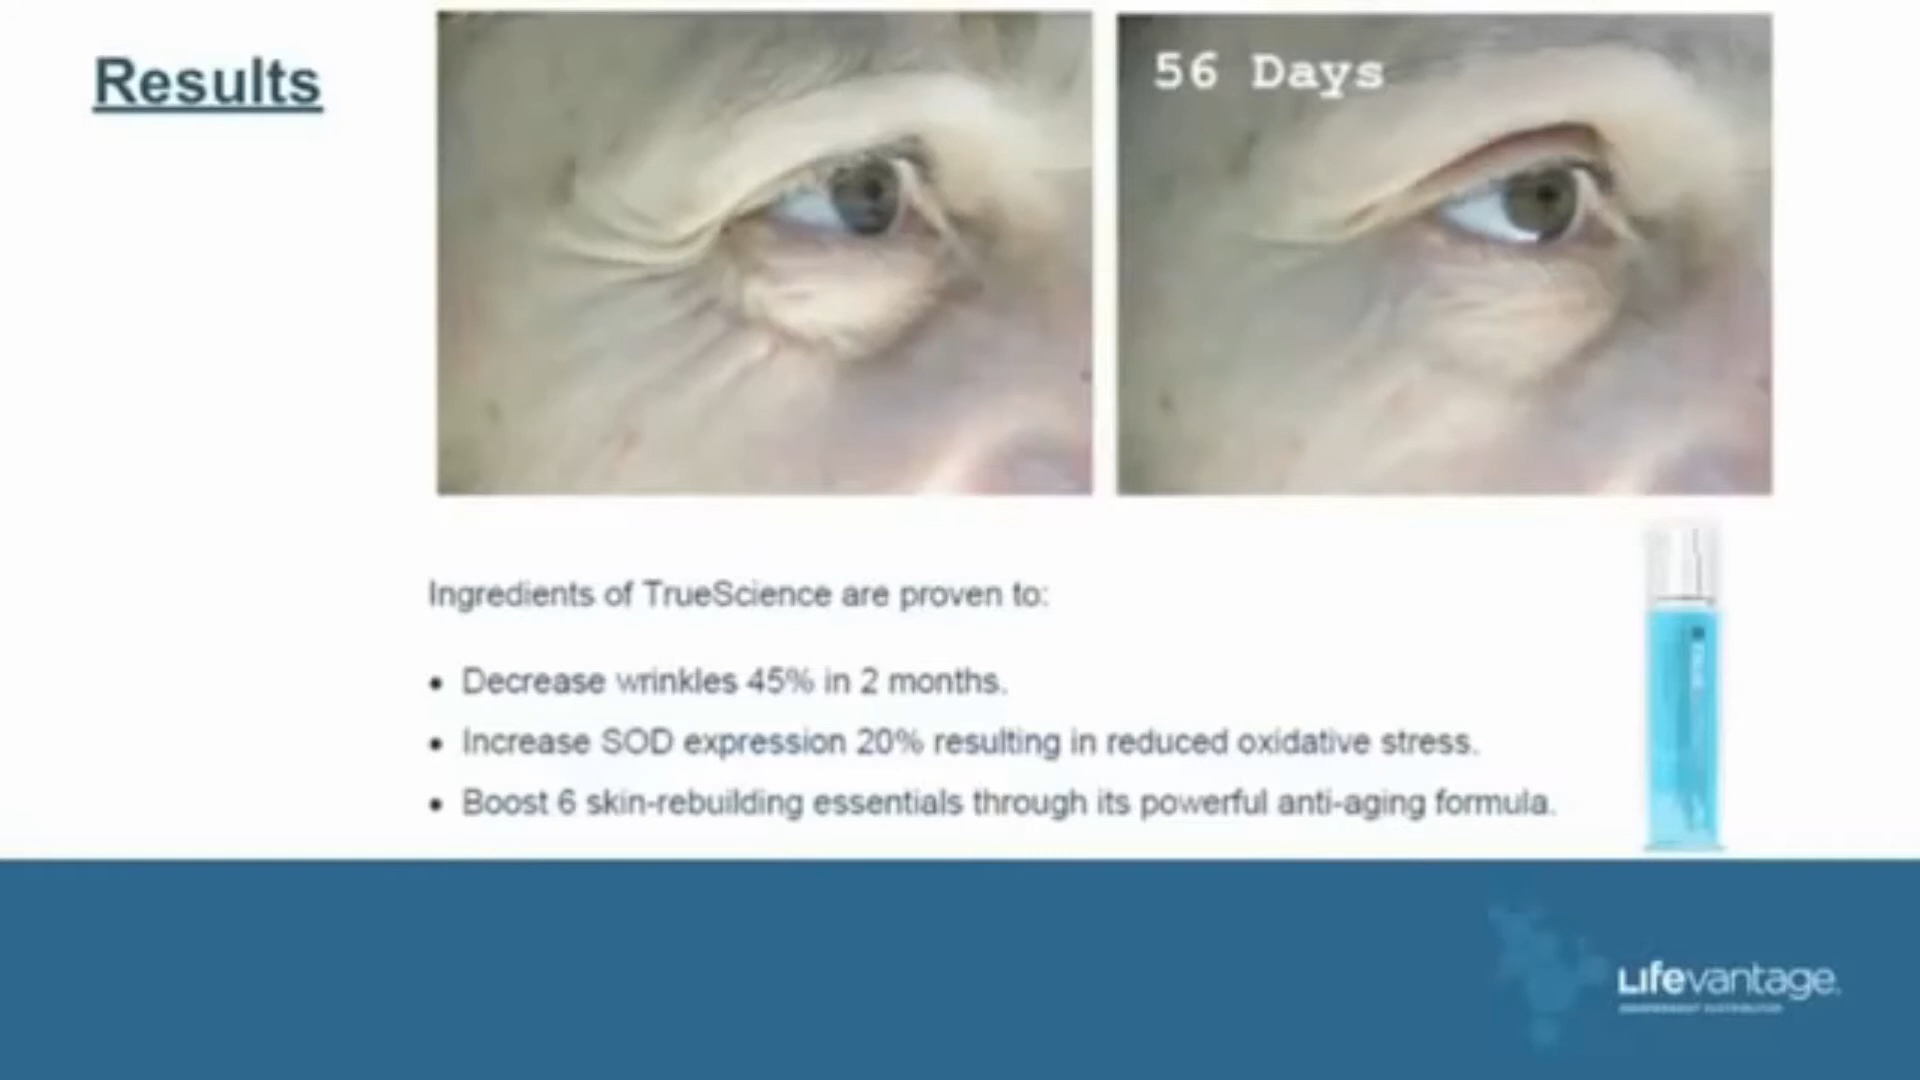 Results
56 Days
Ingredients of TrueScience are proven to:
• Decrease wrinkles 45% in 2 months.
• Increase SOD expression 20% resulting in reduced oxidative stress.
• Boost 6 skin-rebuilding essentials through its powerful anti-aging formula.
Lifevantage.